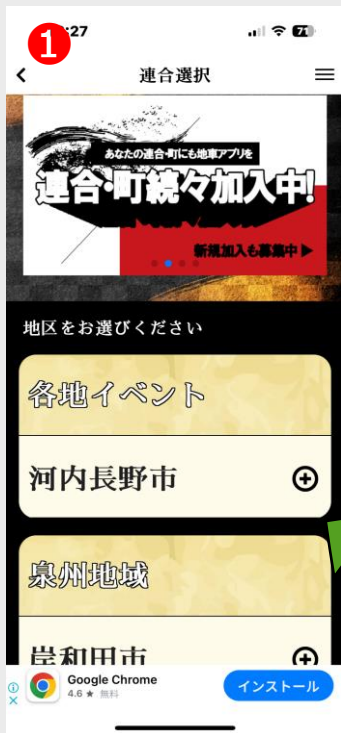 1
:27
71
連合選択
あなたの連合・町にも地車アプリを
連合・町続々加入中!
新規加入も募集中▶
地区をお選びください
各地イベント
河内長野市
泉州地域
岸和田市
Google Chrome
4.6 ★ 無料
インストール